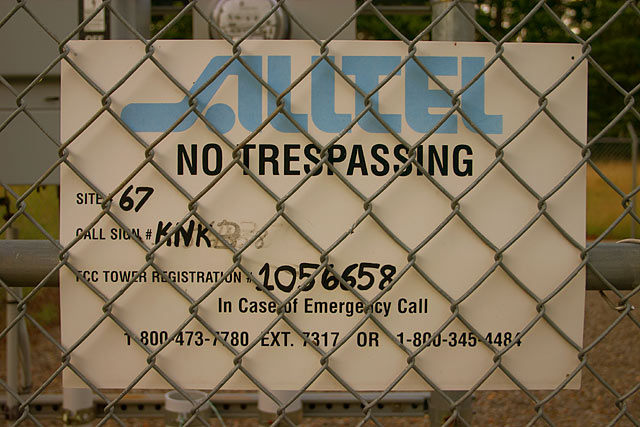 ALLTEL
NO TRESPASSING
SITE # 67
CALL SIGN # KNK
FCC TOWER REGISTRATION # 1056658
In Case of Emergency Call
1-800-473-7780 EXT. 7317 OR 1-800-345-4484